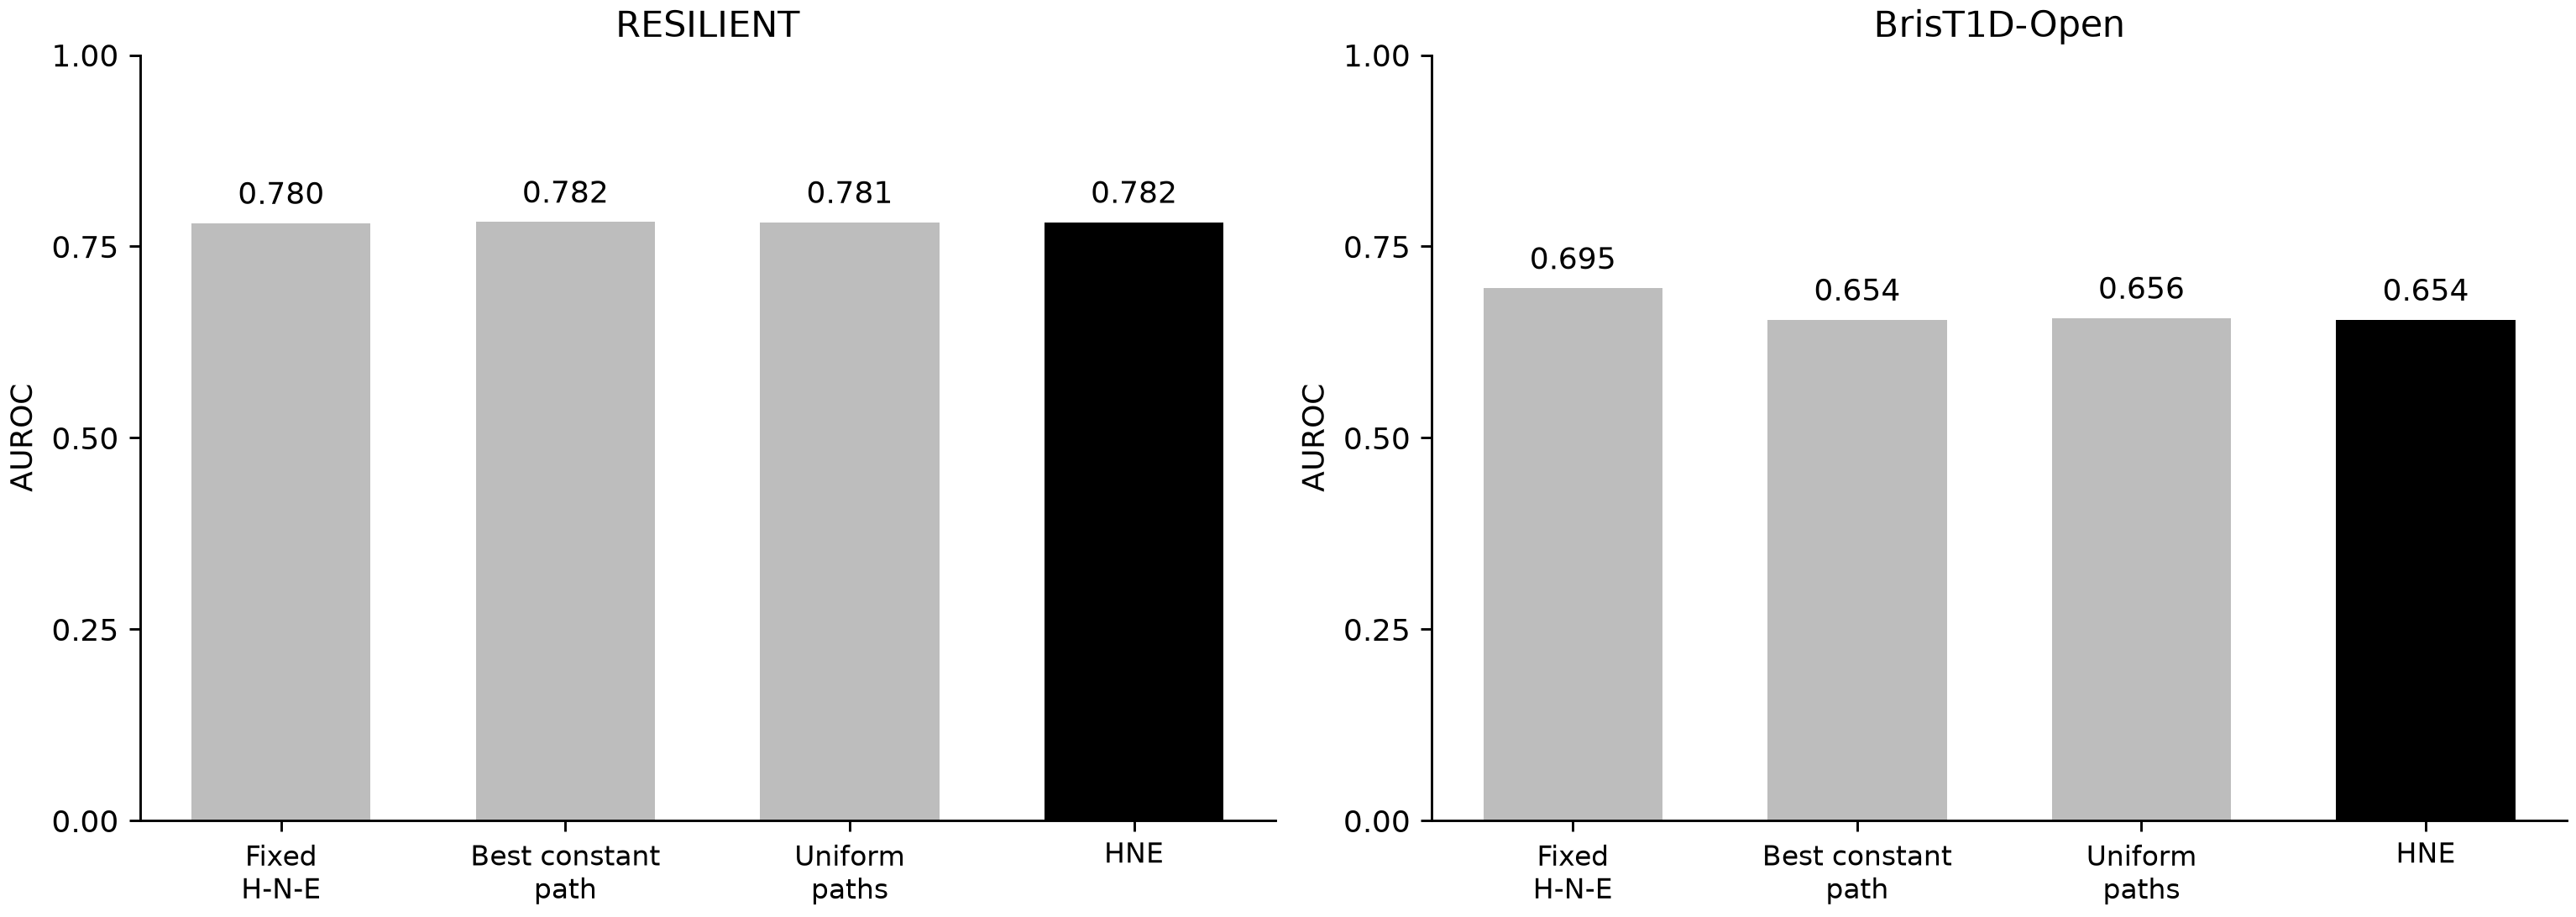 RESILIENT
1.00
0.75
0.50
0.25
0.00
AUROC
0.780
0.782
0.781
0.782
Fixed
H-N-E
Best constant
path
Uniform
paths
HNE
BrisT1D-Open
1.00
0.75
0.50
0.25
0.00
AUROC
0.695
0.654
0.656
0.654
Fixed
H-N-E
Best constant
path
Uniform
paths
HNE